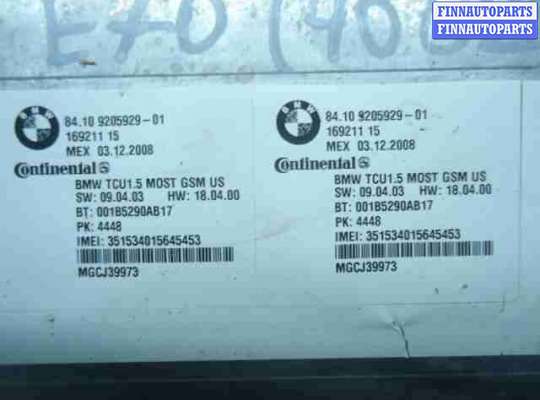 FINNAUTOPARTS
FINNAUTOPARTS
FINNAUTOPARTS
E70
BMW
84.10 9205929-01
169211 15
MEX 03.12.2008
Continental
BMW TCU1.5 MOST GSM US
SW: 09.04.03 HW: 18.04.00
BT: 001B5290AB17
PK: 4448
IMEI: 351534015645453
MGCJ39973
BMW
84.10 9205929-01
169211 15
MEX 03.12.2008
Continental
BMW TCU1.5 MOST GSM US
SW: 09.04.03 HW: 18.04.00
BT: 001B5290AB17
PK: 4448
IMEI: 351534015645453
MGCJ39973